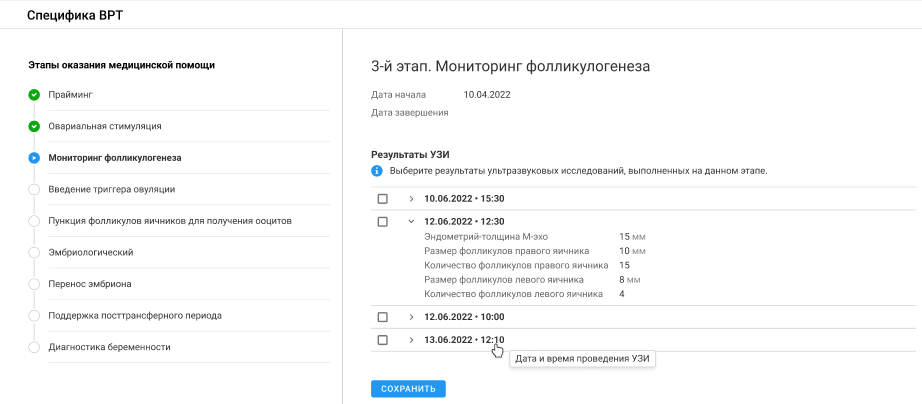 Специфика ВРТ
Этапы оказания медицинской помощи
Прайминг
Овариальная стимуляция
Мониторинг фолликулогенеза
Введение триггера овуляции
Пункция фолликулов яичников для получения ооцитов
Эмбриологический
Перенос эмбриона
Поддержка посттрансферного периода
Диагностика беременности
3-й этап. Мониторинг фолликулогенеза
Дата начала 10.04.2022
Дата завершения
Результаты УЗИ
Выберите результаты ультразвуковых исследований, выполненных на данном этапе.
10.06.2022 • 15:30
12.06.2022 • 12:30
Эндометрий-толщина М-эхо 15 мм
Размер фолликулов правого яичника 10 мм
Количество фолликулов правого яичника 15
Размер фолликулов левого яичника 8 мм
Количество фолликулов левого яичника 4
12.06.2022 • 10:00
13.06.2022 • 12:10
Дата и время проведения УЗИ
СОХРАНИТЬ